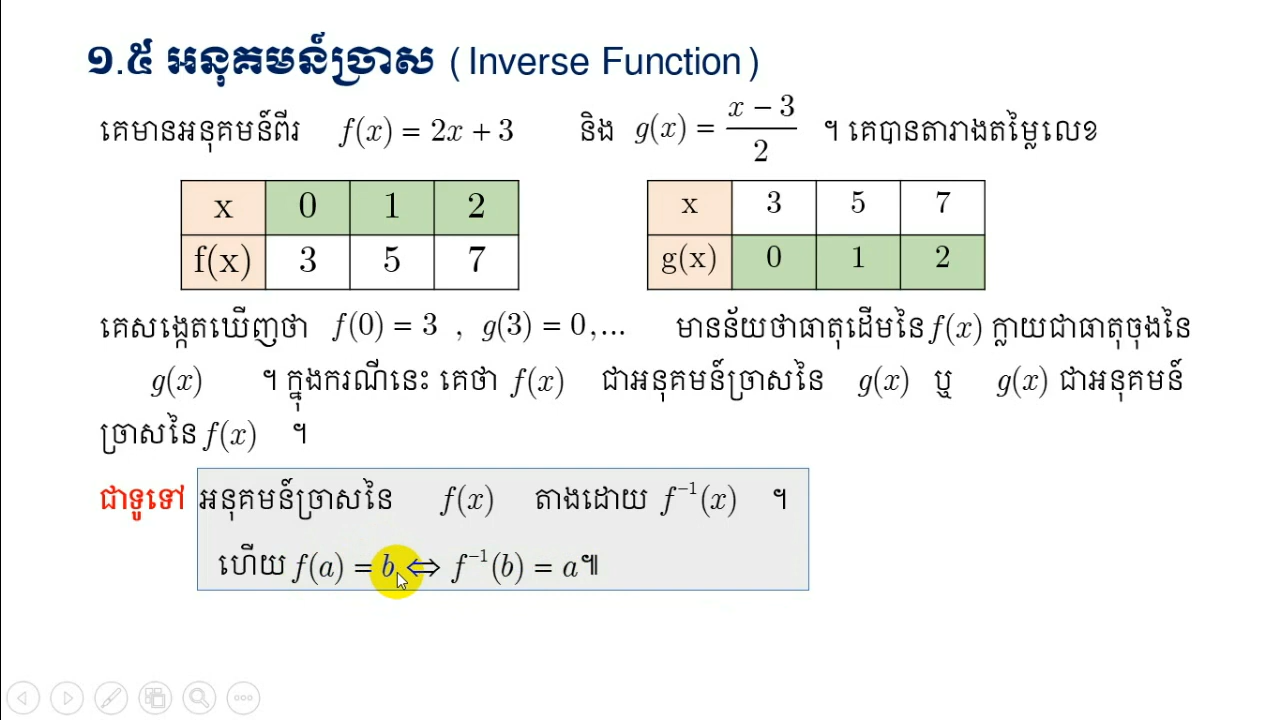 ១.៥ អនុគមន៍ច្រាស (Inverse Function)
គេមានអនុគមន៍ពីរ f(x) = 2x + 3 និង g(x) = (x − 3)/2 ។ គេបានតារាងតម្លៃលេខ
x 0 1 2
f(x) 3 5 7
x 3 5 7
g(x) 0 1 2
គេសង្កេតឃើញថា f(0) = 3 , g(3) = 0,... មានន័យថាធាតុដើមនៃ f(x) ក្លាយជាធាតុចុងនៃ
g(x) ។ ក្នុងករណីនេះ គេថា f(x) ជាអនុគមន៍ច្រាសនៃ g(x) ឬ g(x) ជាអនុគមន៍
ច្រាសនៃ f(x) ។
ជាទូទៅ អនុគមន៍ច្រាសនៃ f(x) តាងដោយ f⁻¹(x) ។
ហើយ f(a) = b ⇔ f⁻¹(b) = a៕